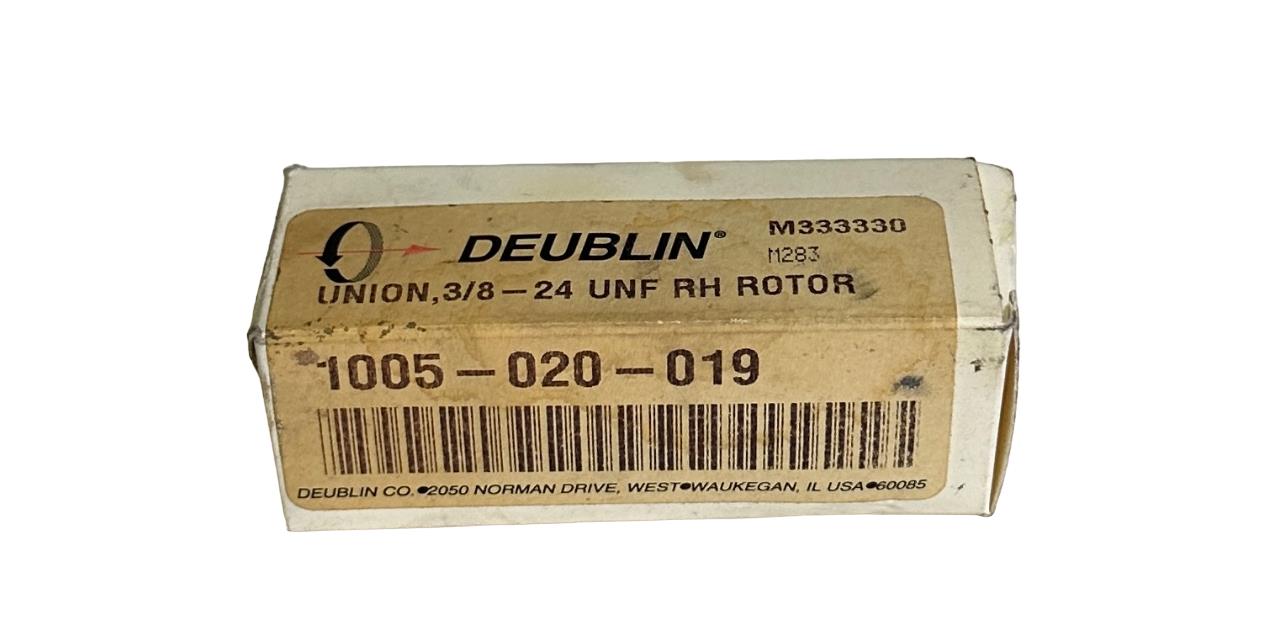 DEUBLIN® M333330
M283
UNION,3/8-24 UNF RH ROTOR
1005-020-019
DEUBLIN CO.●2050 NORMAN DRIVE, WEST●WAUKEGAN, IL USA●60085